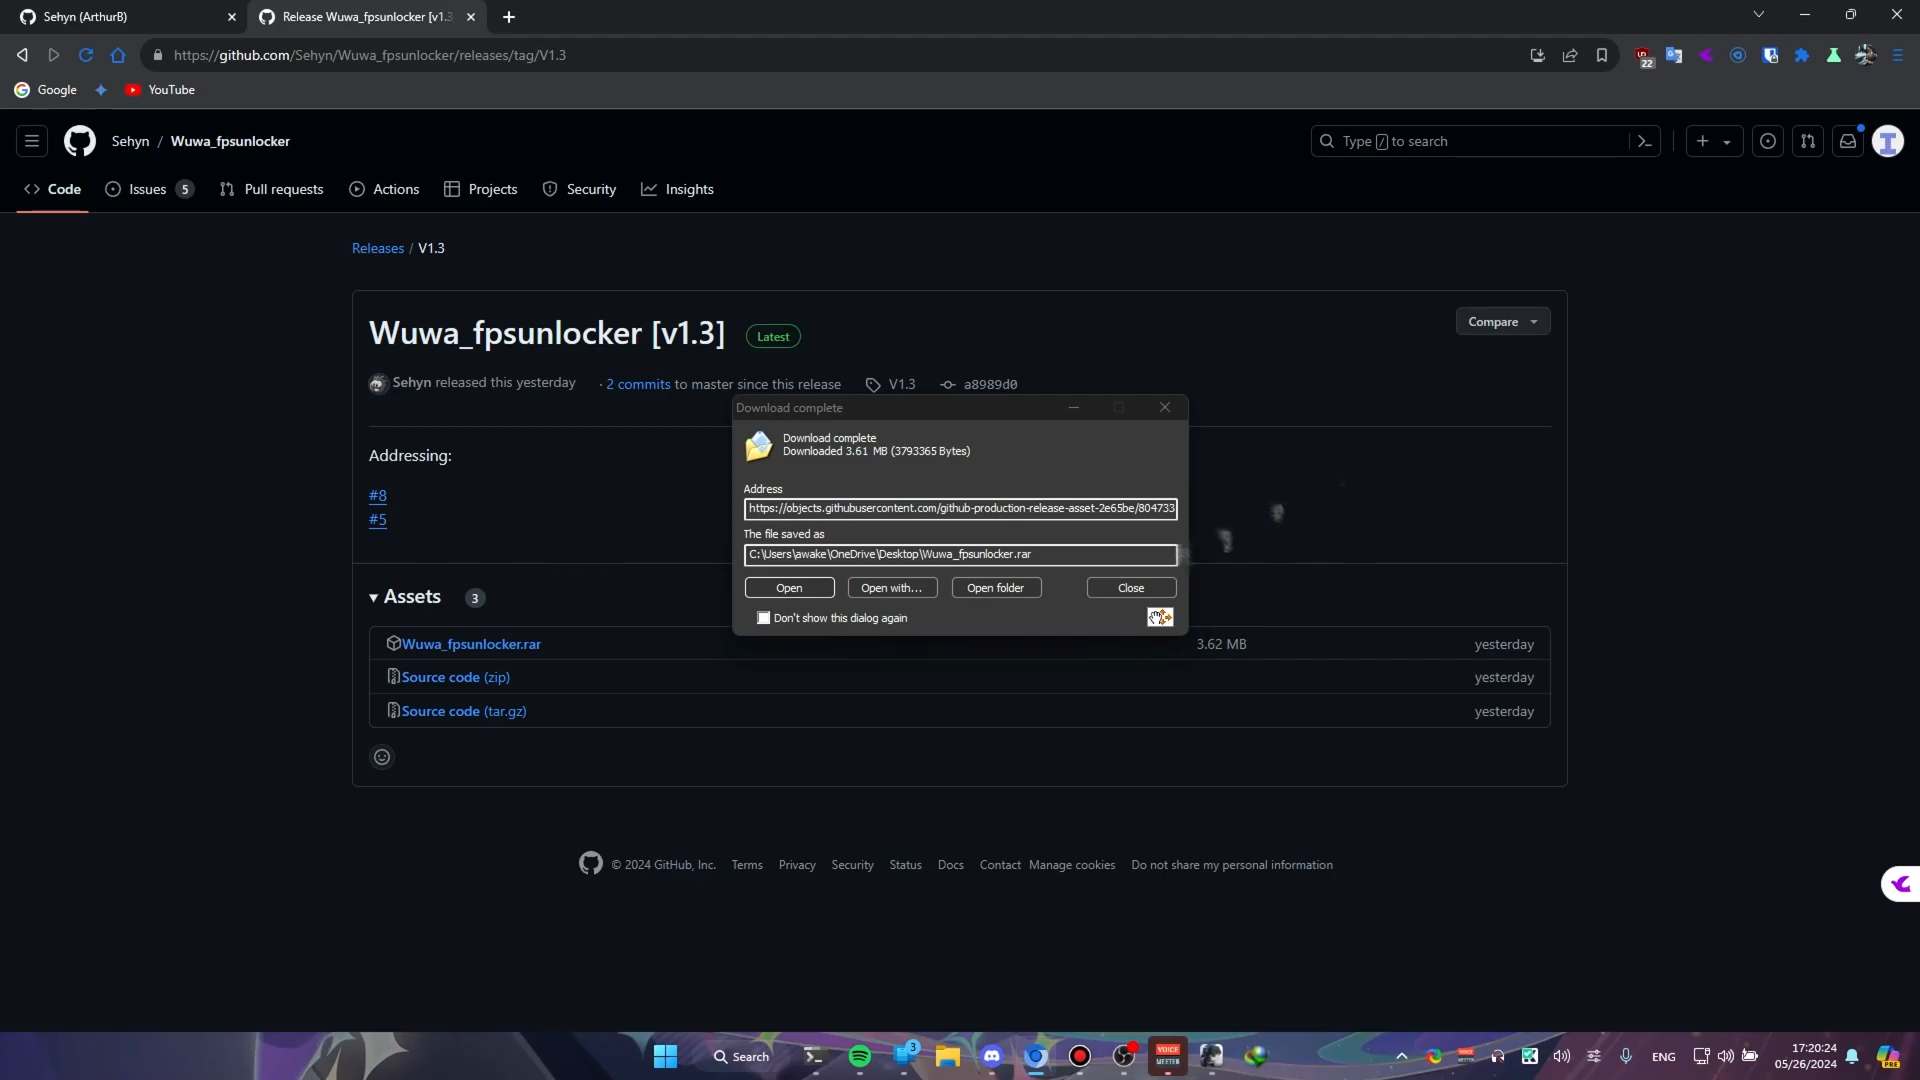 Sehyn (ArthurB)
Release Wuwa_fpsunlocker [v1.3
https://github.com/Sehyn/Wuwa_fpsunlocker/releases/tag/V1.3
22
Google
YouTube
Sehyn / Wuwa_fpsunlocker
Type / to search
Code
Issues 5
Pull requests
Actions
Projects
Security
Insights
Releases / V1.3
Wuwa_fpsunlocker [v1.3]
Latest
Compare
Sehyn released this yesterday · 2 commits to master since this release V1.3 a8989d0
Addressing:
#8
#5
Download complete
Download complete
Downloaded 3.61 MB (3793365 Bytes)
Address
https://objects.githubusercontent.com/github-production-release-asset-2e65be/804733
The file saved as
C:\Users\awake\OneDrive\Desktop\Wuwa_fpsunlocker.rar
Open
Open with...
Open folder
Close
Don't show this dialog again
Assets 3
Wuwa_fpsunlocker.rar 3.62 MB yesterday
Source code (zip) yesterday
Source code (tar.gz) yesterday
© 2024 GitHub, Inc. Terms Privacy Security Status Docs Contact Manage cookies Do not share my personal information
Search
3
VOICE
MEETER
ENG
17:20:24
05/26/2024
PRE